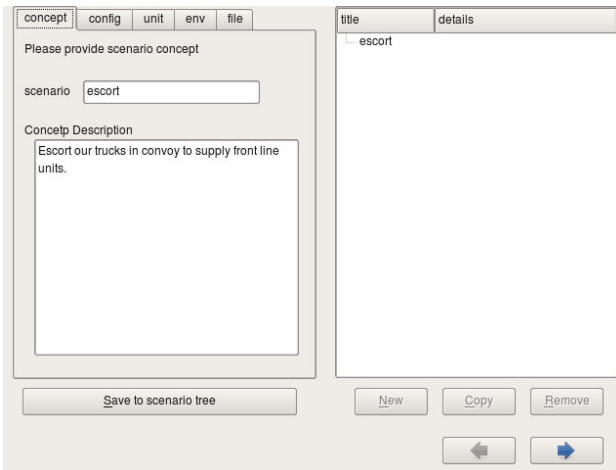 concept config unit env file
Please provide scenario concept
scenario escort
Concetp Description
Escort our trucks in convoy to supply front line
units.
Save to scenario tree
title details
escort
New Copy Remove